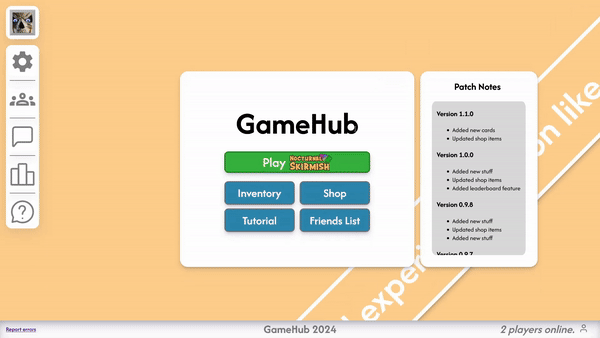 GameHub
Play NOCTURNAL SKIRMISH
Inventory
Shop
Tutorial
Friends List
Patch Notes
Version 1.1.0
Added new cards
Updated shop items
Version 1.0.0
Added new stuff
Updated shop items
Added leaderboard feature
Version 0.9.8
Added new stuff
Updated shop items
Added new stuff
Version 0.9.7
on like
d experi
Report errors
GameHub 2024
2 players online.